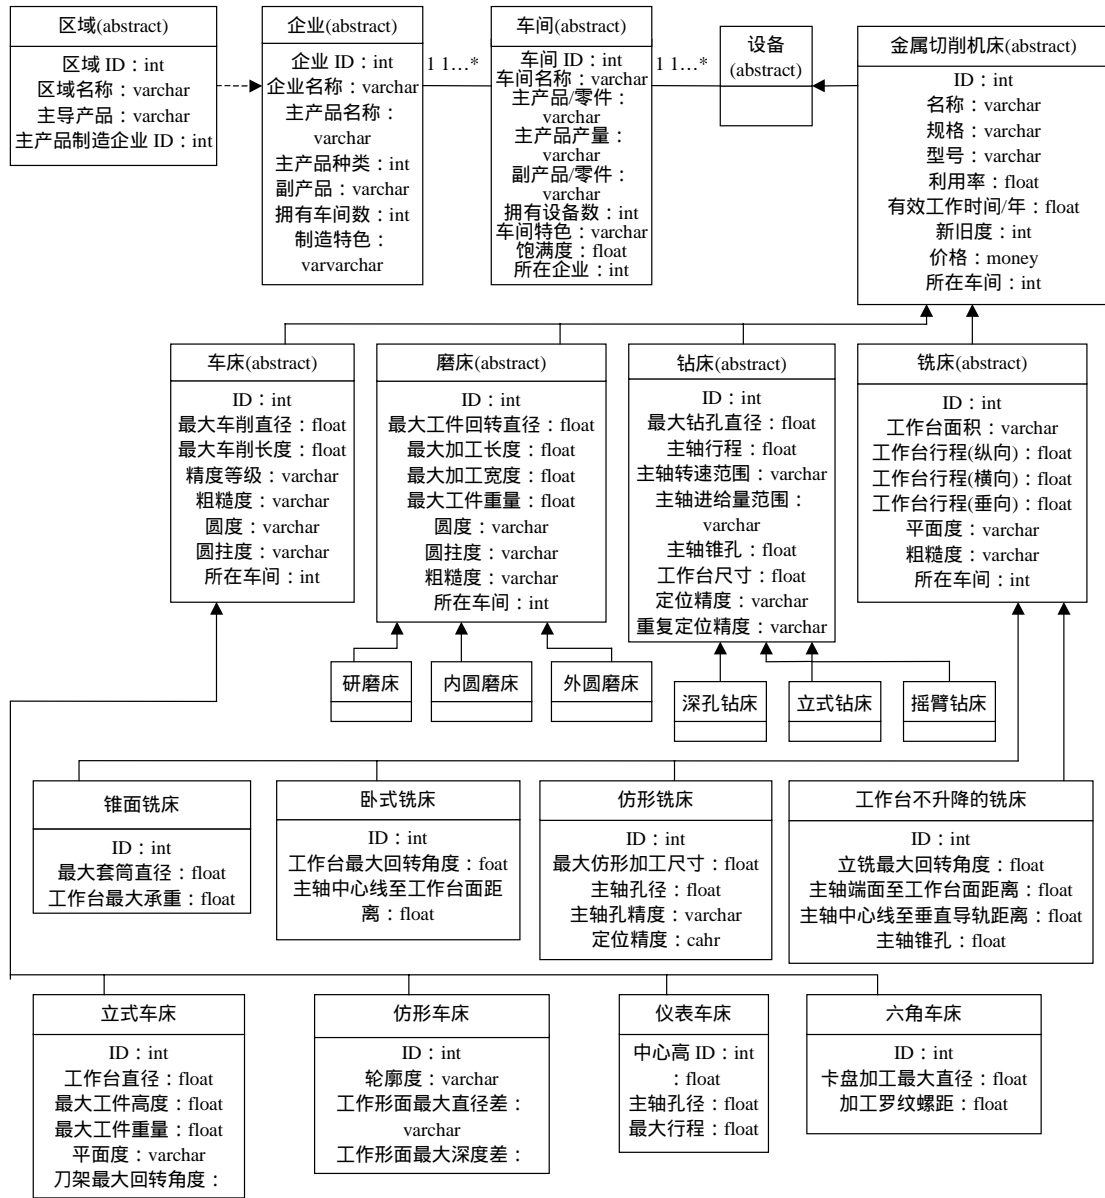 区域(abstract)
区域 ID：int
区域名称：varchar
主导产品：varchar
主产品制造企业 ID：int
企业(abstract)
企业 ID：int
企业名称：varchar
主产品名称：
varchar
主产品种类：int
副产品：varchar
拥有车间数：int
制造特色：
varvarchar
1 1…*
车间(abstract)
车间 ID：int
车间名称：varchar
主产品/零件：
varchar
主产品产量：
varchar
副产品/零件：
varchar
拥有设备数：int
车间特色：varchar
饱满度：float
所在企业：int
1 1…*
设备
(abstract)
金属切削机床(abstract)
ID：int
名称：varchar
规格：varchar
型号：varchar
利用率：float
有效工作时间/年：float
新旧度：int
价格：money
所在车间：int
车床(abstract)
ID：int
最大车削直径：float
最大车削长度：float
精度等级：varchar
粗糙度：varchar
圆度：varchar
圆拄度：varchar
所在车间：int
磨床(abstract)
ID：int
最大工件回转直径：float
最大加工长度：float
最大加工宽度：float
最大工件重量：float
圆度：varchar
圆拄度：varchar
粗糙度：varchar
所在车间：int
钻床(abstract)
ID：int
最大钻孔直径：float
主轴行程：float
主轴转速范围：varchar
主轴进给量范围：
varchar
主轴锥孔：float
工作台尺寸：float
定位精度：varchar
重复定位精度：varchar
铣床(abstract)
ID：int
工作台面积：varchar
工作台行程(纵向)：float
工作台行程(横向)：float
工作台行程(垂向)：float
平面度：varchar
粗糙度：varchar
所在车间：int
研磨床
内圆磨床
外圆磨床
深孔钻床
立式钻床
摇臂钻床
锥面铣床
ID：int
最大套筒直径：float
工作台最大承重：float
卧式铣床
ID：int
工作台最大回转角度：foat
主轴中心线至工作台面距
离：float
仿形铣床
ID：int
最大仿形加工尺寸：float
主轴孔径：float
主轴孔精度：varchar
定位精度：cahr
工作台不升降的铣床
ID：int
立铣最大回转角度：float
主轴端面至工作台面距离：float
主轴中心线至垂直导轨距离：float
主轴锥孔：float
立式车床
ID：int
工作台直径：float
最大工件高度：float
最大工件重量：float
平面度：varchar
刀架最大回转角度：
仿形车床
ID：int
轮廓度：varchar
工作形面最大直径差：
varchar
工作形面最大深度差：
仪表车床
中心高 ID：int
：float
主轴孔径：float
最大行程：float
六角车床
ID：int
卡盘加工最大直径：float
加工罗纹螺距：float